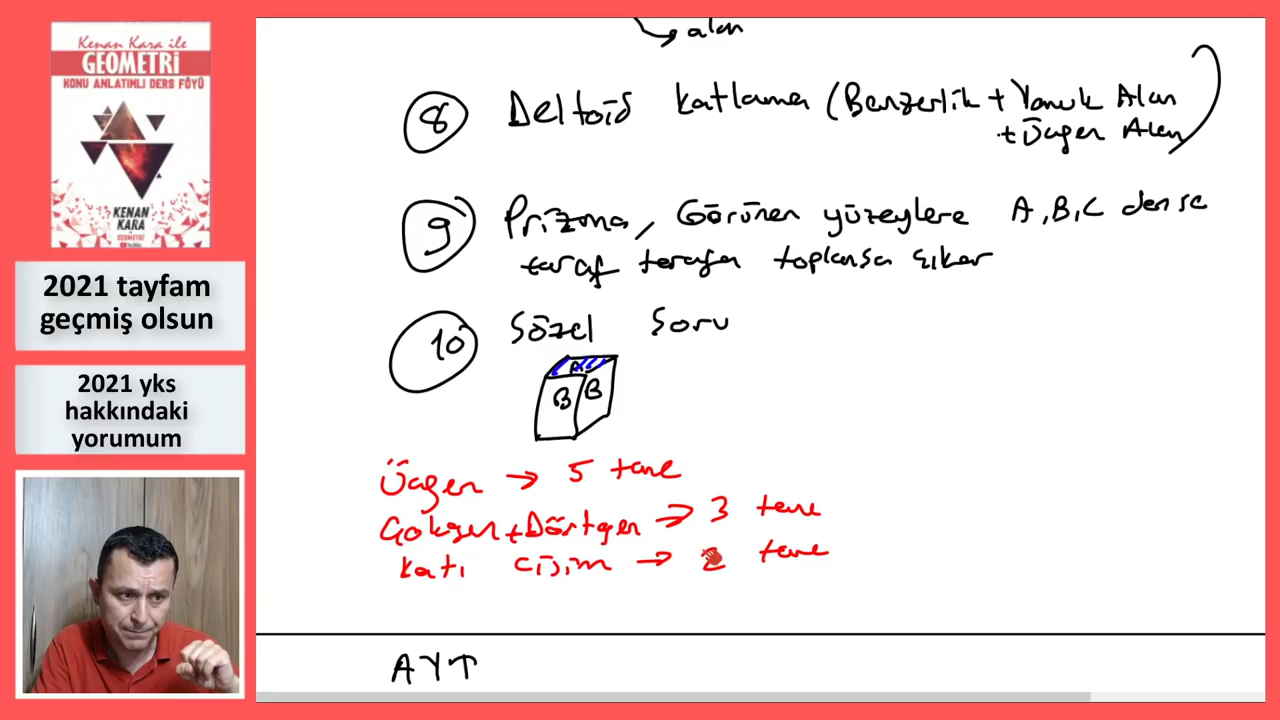 Kenan Kara ile
GEOMETRİ
KONU ANLATIMLI DERS FÖYÜ
KENAN
KARA
GEOMETRİ
2021 tayfam
geçmiş olsun
2021 yks
hakkındaki
yorumum
alan
8 Deltoid katlama (Benzerlik + Yamuk Alan
+ Üçgen Alan)
9 Prizma, Görünen yüzeylere A,B,C dense
taraf tarafa toplansa çıkar
10 Sözel Soru
A
B B
Üçgen → 5 tane
Çokgen+Dörtgen → 3 tane
Katı cisim → 2 tane
AYT